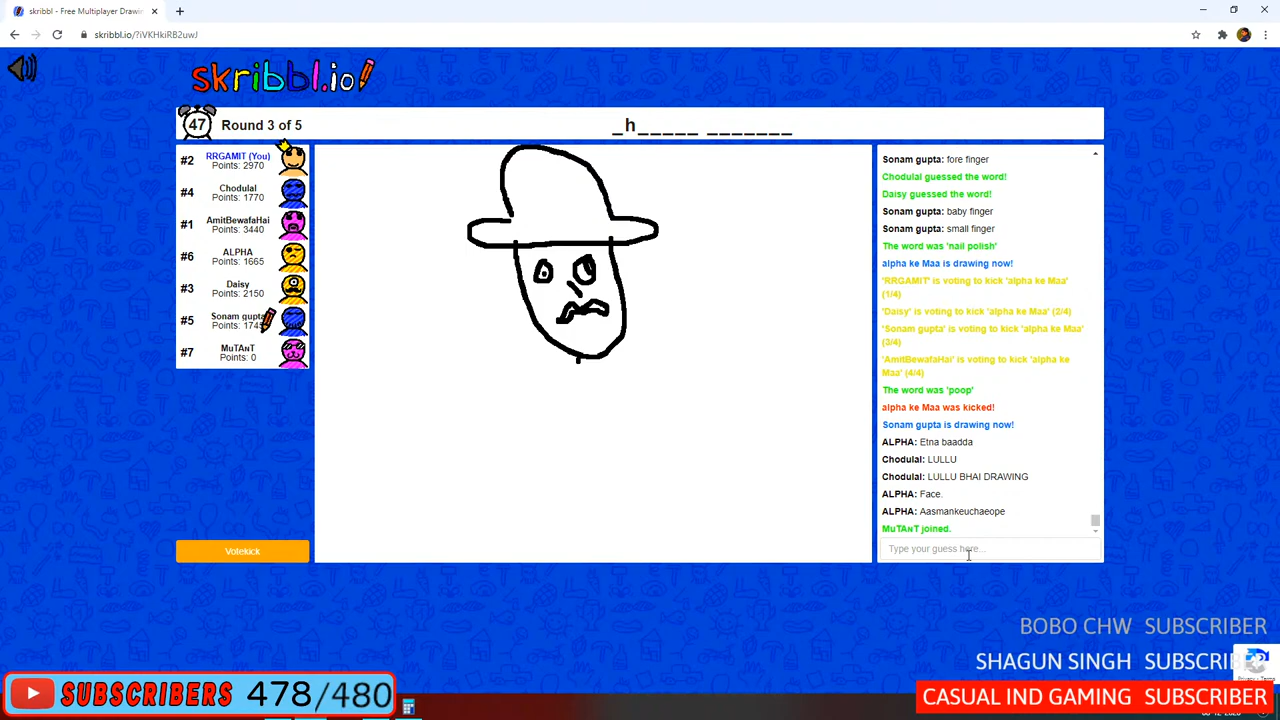 skribbl - Free Multiplayer Drawin
skribbl.io/?iVKHkiRB2uwJ
skribbl.io
47
Round 3 of 5
_h_____ _______
#2
RRGAMIT (You)
Points: 2970
#4
Chodulal
Points: 1770
#1
AmitBewafaHai
Points: 3440
#6
ALPHA
Points: 1665
#3
Daisy
Points: 2150
#5
Sonam gupta
Points: 1745
#7
MuTAɴT
Points: 0
Votekick
Sonam gupta: fore finger
Chodulal guessed the word!
Daisy guessed the word!
Sonam gupta: baby finger
Sonam gupta: small finger
The word was 'nail polish'
alpha ke Maa is drawing now!
'RRGAMIT' is voting to kick 'alpha ke Maa'
(1/4)
'Daisy' is voting to kick 'alpha ke Maa' (2/4)
'Sonam gupta' is voting to kick 'alpha ke Maa'
(3/4)
'AmitBewafaHai' is voting to kick 'alpha ke
Maa' (4/4)
The word was 'poop'
alpha ke Maa was kicked!
Sonam gupta is drawing now!
ALPHA: Etna baadda
Chodulal: LULLU
Chodulal: LULLU BHAI DRAWING
ALPHA: Face.
ALPHA: Aasmankeuchaeope
MuTAɴT joined.
Type your guess here...
BOBO CHW SUBSCRIBER
SHAGUN SINGH SUBSCRI
CASUAL IND GAMING SUBSCRIBER
SUBSCRIBERS 478/480
Privacy - Terms